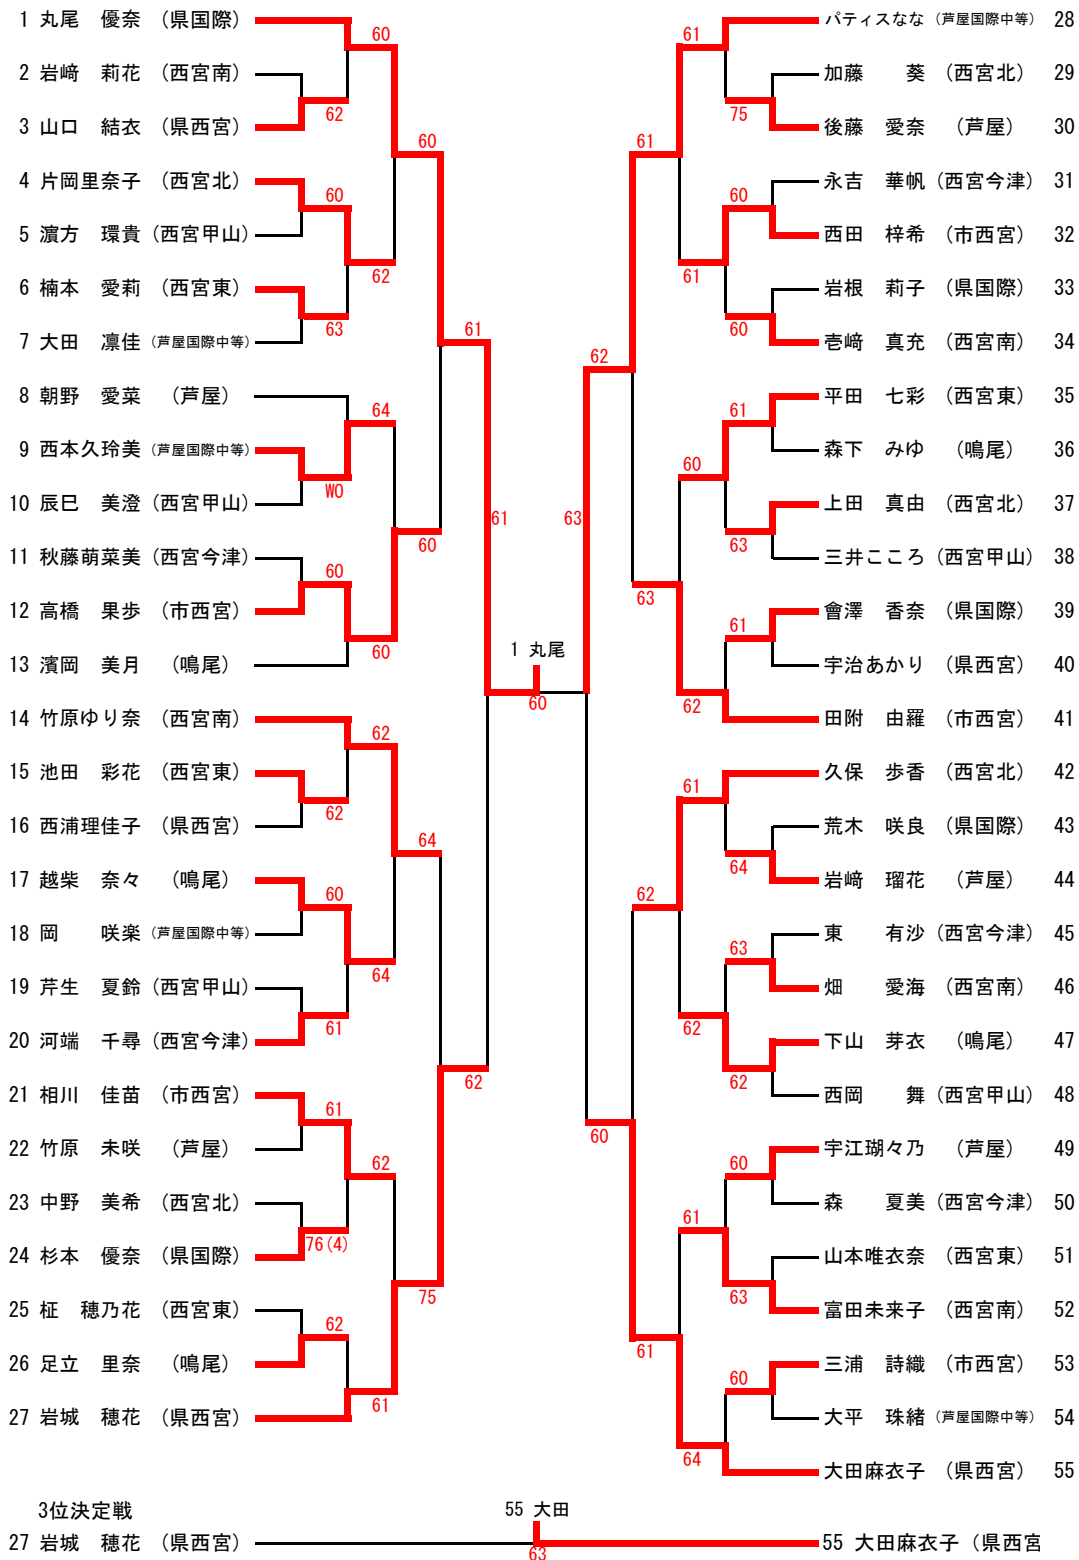 1 丸尾 優奈 (県国際)
2 岩﨑 莉花 (西宮南)
3 山口 結衣 (県西宮)
4 片岡里奈子 (西宮北)
5 濵方 環貴 (西宮甲山)
6 楠本 愛莉 (西宮東)
7 大田 凛佳 (芦屋国際中等)
8 朝野 愛菜 (芦屋)
9 西本久玲美 (芦屋国際中等)
10 辰巳 美澄 (西宮甲山)
11 秋藤萌菜美 (西宮今津)
12 高橋 果歩 (市西宮)
13 濱岡 美月 (鳴尾)
14 竹原ゆり奈 (西宮南)
15 池田 彩花 (西宮東)
16 西浦理佳子 (県西宮)
17 越柴 奈々 (鳴尾)
18 岡 咲楽 (芦屋国際中等)
19 芹生 夏鈴 (西宮甲山)
20 河端 千尋 (西宮今津)
21 相川 佳苗 (市西宮)
22 竹原 未咲 (芦屋)
23 中野 美希 (西宮北)
24 杉本 優奈 (県国際)
25 柾 穂乃花 (西宮東)
26 足立 里奈 (鳴尾)
27 岩城 穂花 (県西宮)
60
62
60
63
WO
60
62
60
61
61
76(4)
62
60
62
64
60
62
64
62
61
60
60
64
75
61
62
61
1 丸尾
60
63
62
60
61
63
62
61
61
61
60
62
61
62
61
64
75
60
60
61
63
61
64
63
62
60
63
60
パティスなな (芦屋国際中等) 28
加藤 葵 (西宮北) 29
後藤 愛奈 (芦屋) 30
永吉 華帆 (西宮今津) 31
西田 梓希 (市西宮) 32
岩根 莉子 (県国際) 33
壱﨑 真充 (西宮南) 34
平田 七彩 (西宮東) 35
森下 みゆ (鳴尾) 36
上田 真由 (西宮北) 37
三井こころ (西宮甲山) 38
會澤 香奈 (県国際) 39
宇治あかり (県西宮) 40
田附 由羅 (市西宮) 41
久保 歩香 (西宮北) 42
荒木 咲良 (県国際) 43
岩﨑 瑠花 (芦屋) 44
東 有沙 (西宮今津) 45
畑 愛海 (西宮南) 46
下山 芽衣 (鳴尾) 47
西岡 舞 (西宮甲山) 48
宇江瑚々乃 (芦屋) 49
森 夏美 (西宮今津) 50
山本唯衣奈 (西宮東) 51
富田未来子 (西宮南) 52
三浦 詩織 (市西宮) 53
大平 珠緒 (芦屋国際中等) 54
大田麻衣子 (県西宮) 55
3位決定戦
55 大田
27 岩城 穂花 (県西宮)
63
55 大田麻衣子 (県西宮